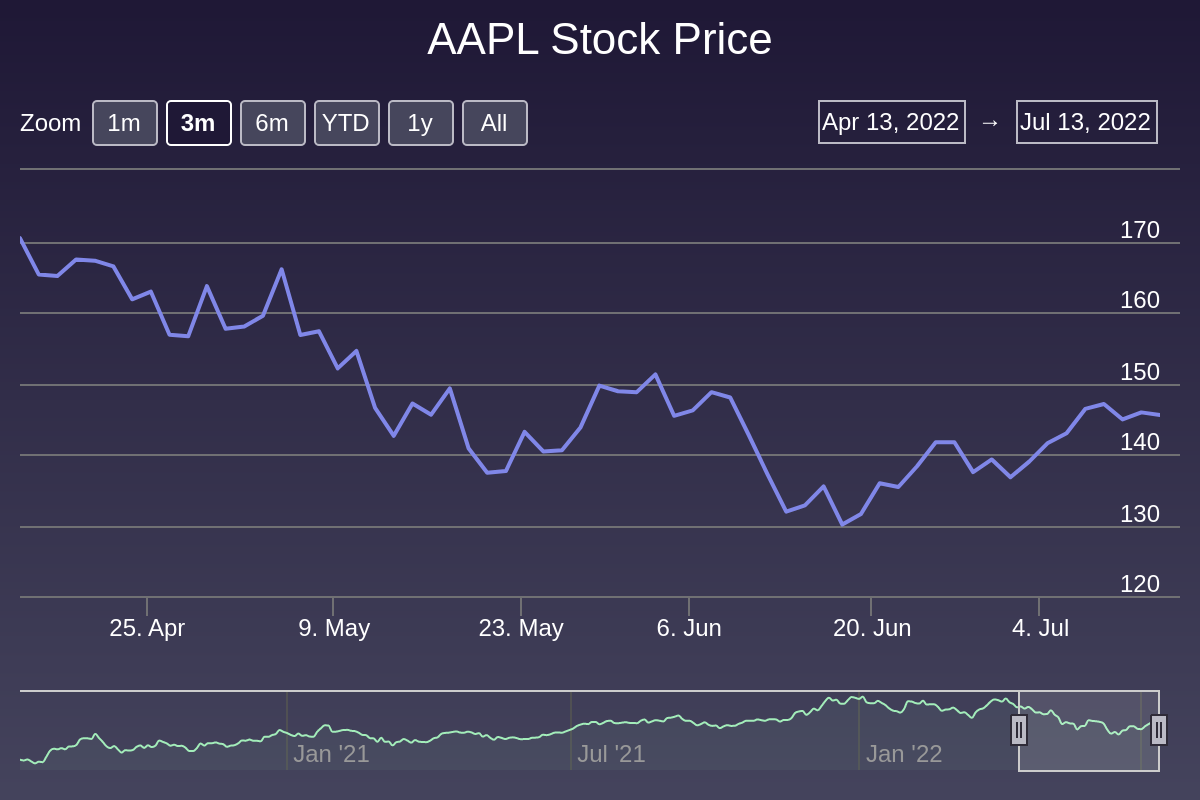 AAPL Stock Price
Zoom 1m 3m 6m YTD 1y All Apr 13, 2022 → Jul 13, 2022
170
160
150
140
130
120
25. Apr 9. May 23. May 6. Jun 20. Jun 4. Jul
Jan '21 Jul '21 Jan '22